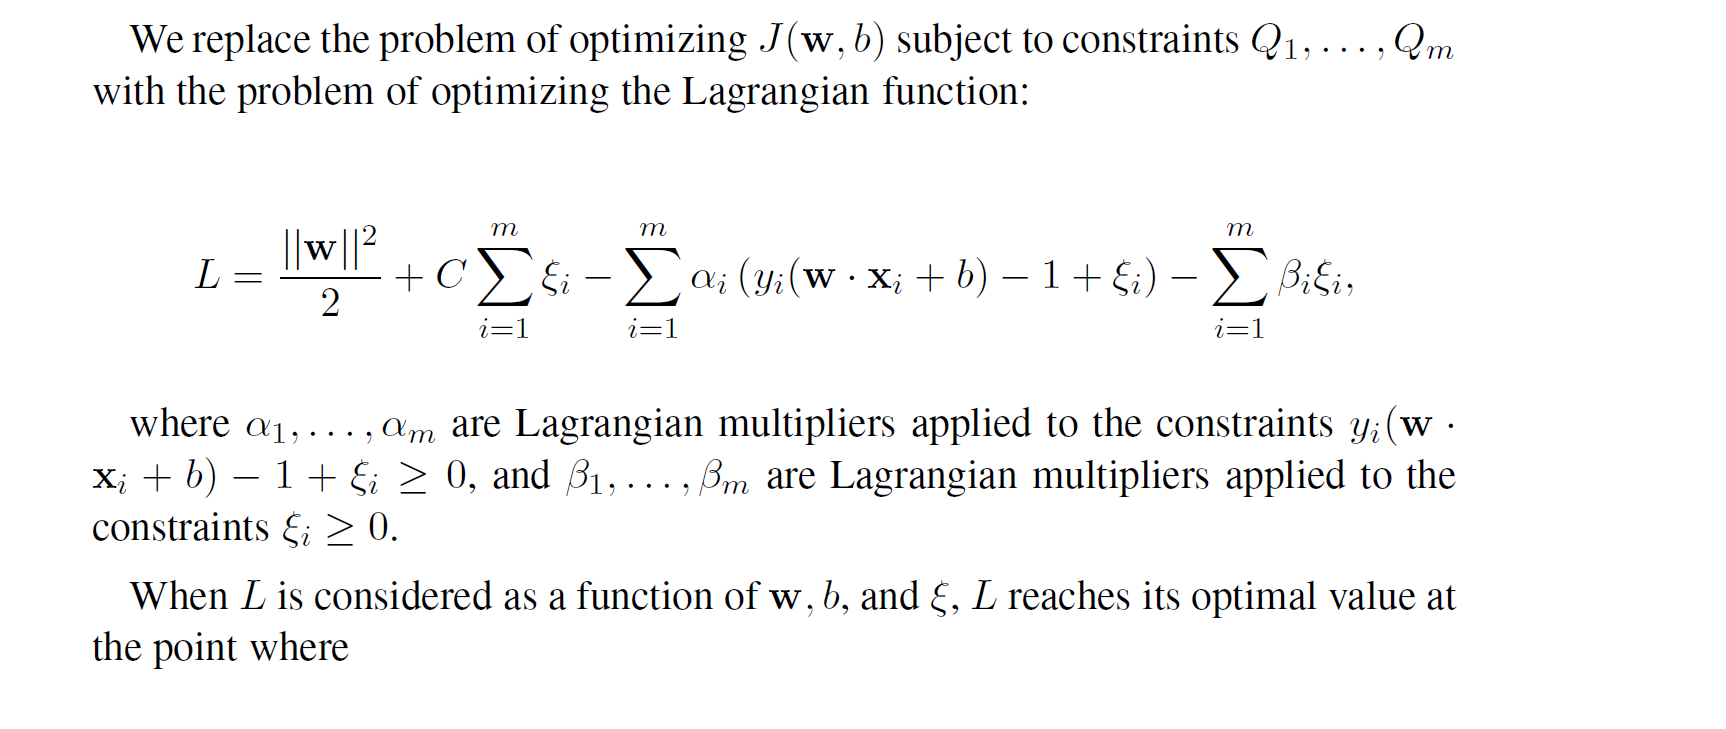 We replace the problem of optimizing J(w, b) subject to constraints Q₁, . . . , Qₘ
with the problem of optimizing the Lagrangian function:
L = ||w||²/2 + C ∑ᵢ₌₁ᵐ ξᵢ − ∑ᵢ₌₁ᵐ αᵢ (yᵢ(w · xᵢ + b) − 1 + ξᵢ) − ∑ᵢ₌₁ᵐ βᵢξᵢ,
where α₁, . . . , αₘ are Lagrangian multipliers applied to the constraints yᵢ(w ·
xᵢ + b) − 1 + ξᵢ ≥ 0, and β₁, . . . , βₘ are Lagrangian multipliers applied to the
constraints ξᵢ ≥ 0.
When L is considered as a function of w, b, and ξ, L reaches its optimal value at
the point where